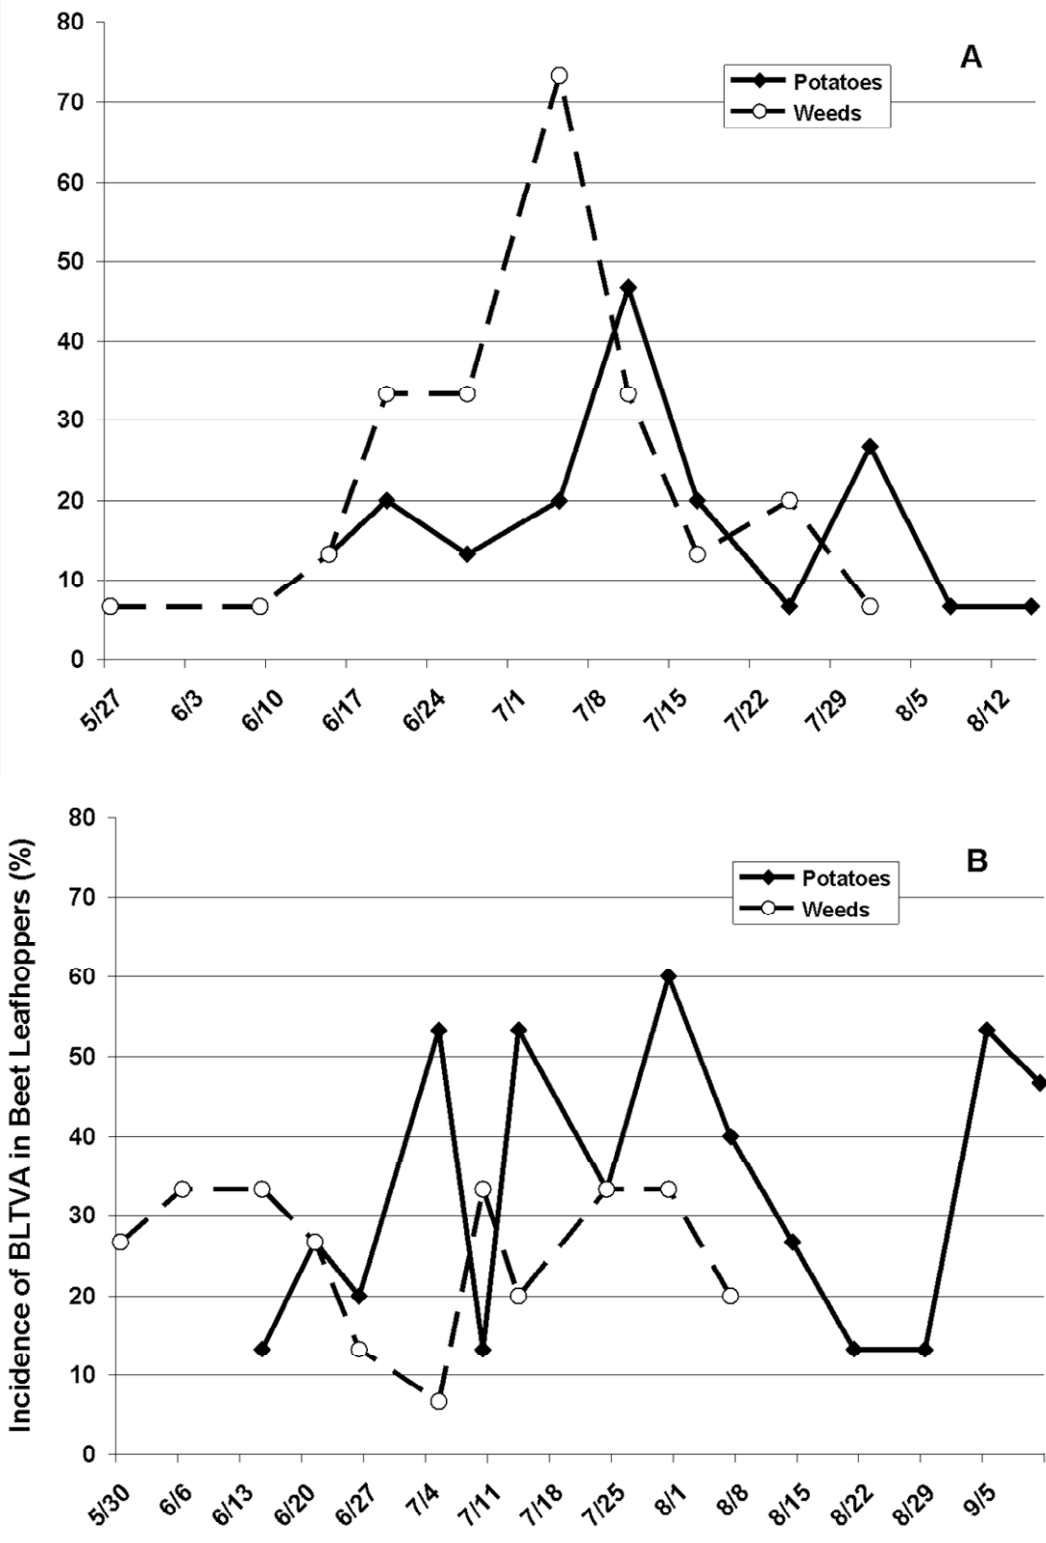 80
A
Potatoes
Weeds
70
60
50
40
30
20
10
0
5/27 6/3 6/10 6/17 6/24 7/1 7/8 7/15 7/22 7/29 8/5 8/12
Incidence of BLTVA in Beet Leafhoppers (%)
80
B
Potatoes
Weeds
70
60
50
40
30
20
10
0
5/30 6/6 6/13 6/20 6/27 7/4 7/11 7/18 7/25 8/1 8/8 8/15 8/22 8/29 9/5